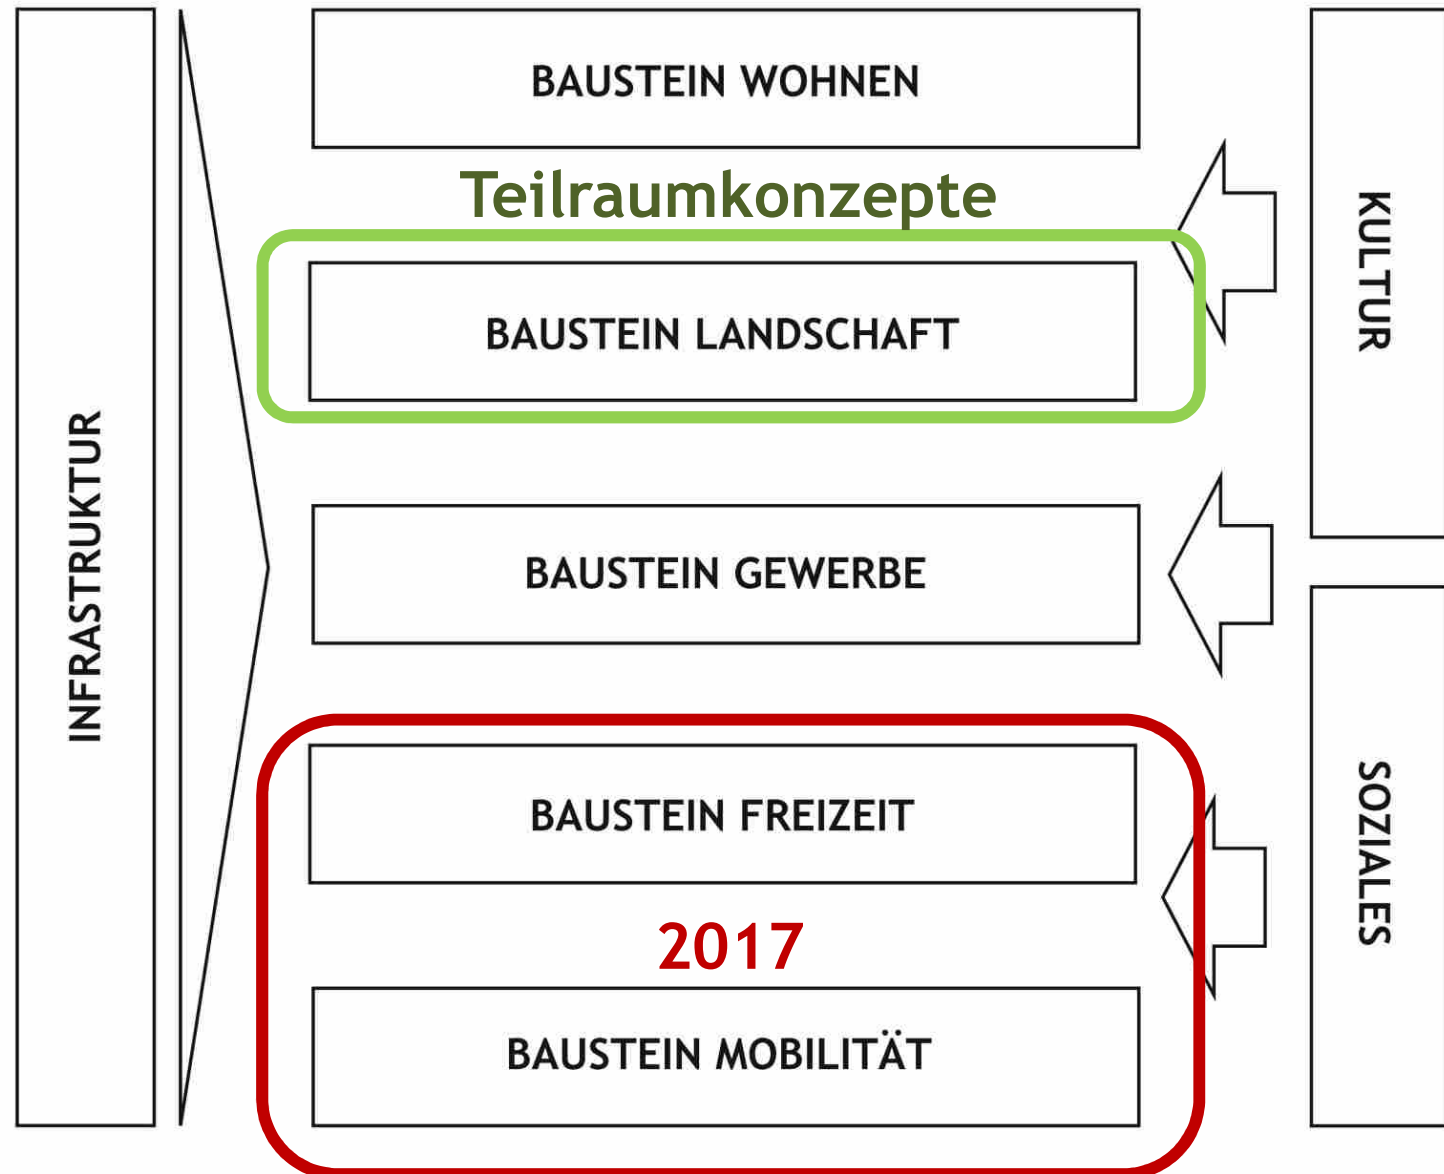 INFRASTRUKTUR
BAUSTEIN WOHNEN
Teilraumkonzepte
BAUSTEIN LANDSCHAFT
BAUSTEIN GEWERBE
BAUSTEIN FREIZEIT
2017
BAUSTEIN MOBILITÄT
KULTUR
SOZIALES